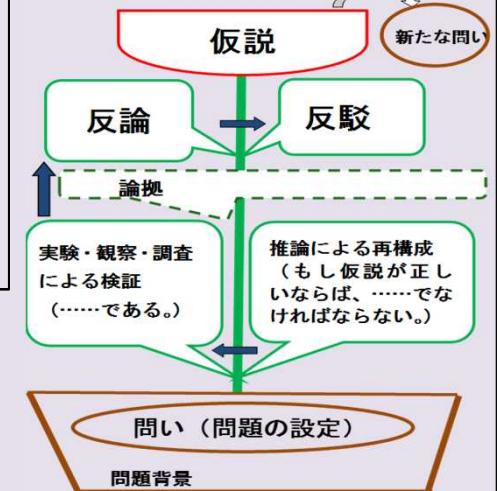 仮説
新たな問い
反論
反駁
論拠
実験・観察・調査
による検証
(……である。)
推論による再構成
(もし仮説が正し
いならば、……でな
ければならない。)
問い(問題の設定)
問題背景